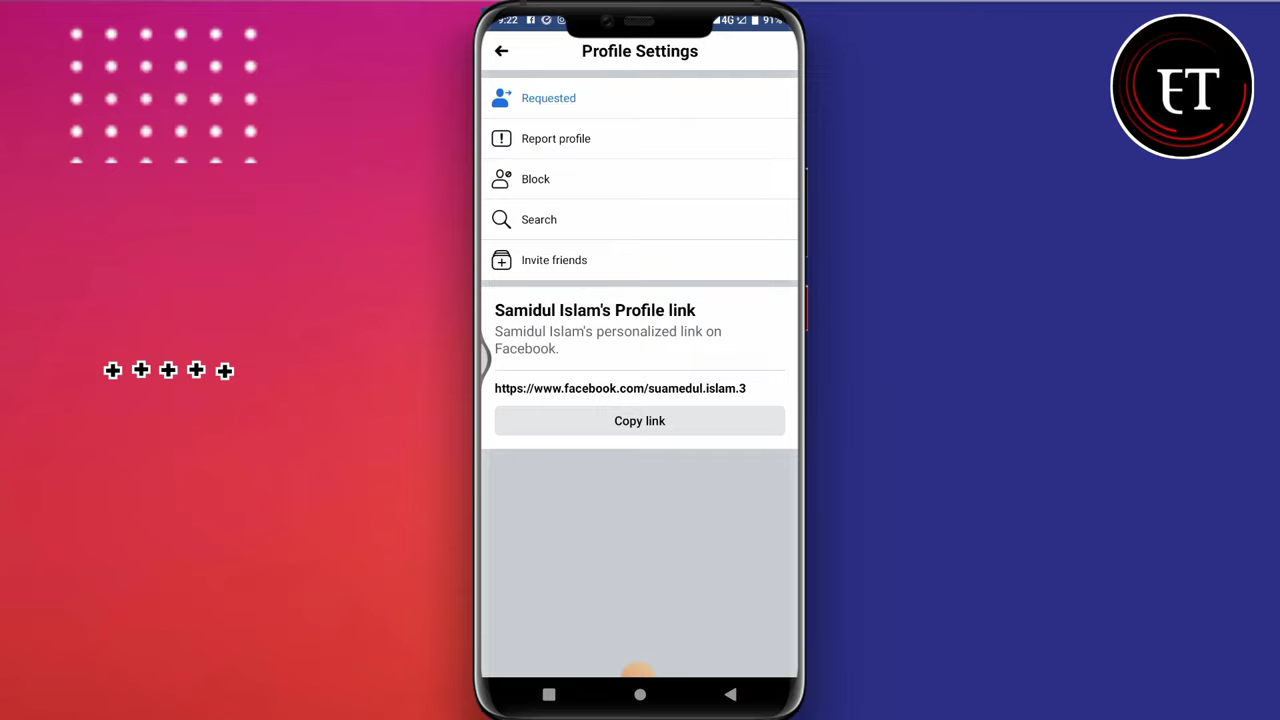 9:22
4G
91%
Profile Settings
Requested
Report profile
Block
Search
Invite friends
Samidul Islam's Profile link
Samidul Islam's personalized link on
Facebook.
https://www.facebook.com/suamedul.islam.3
Copy link
ET